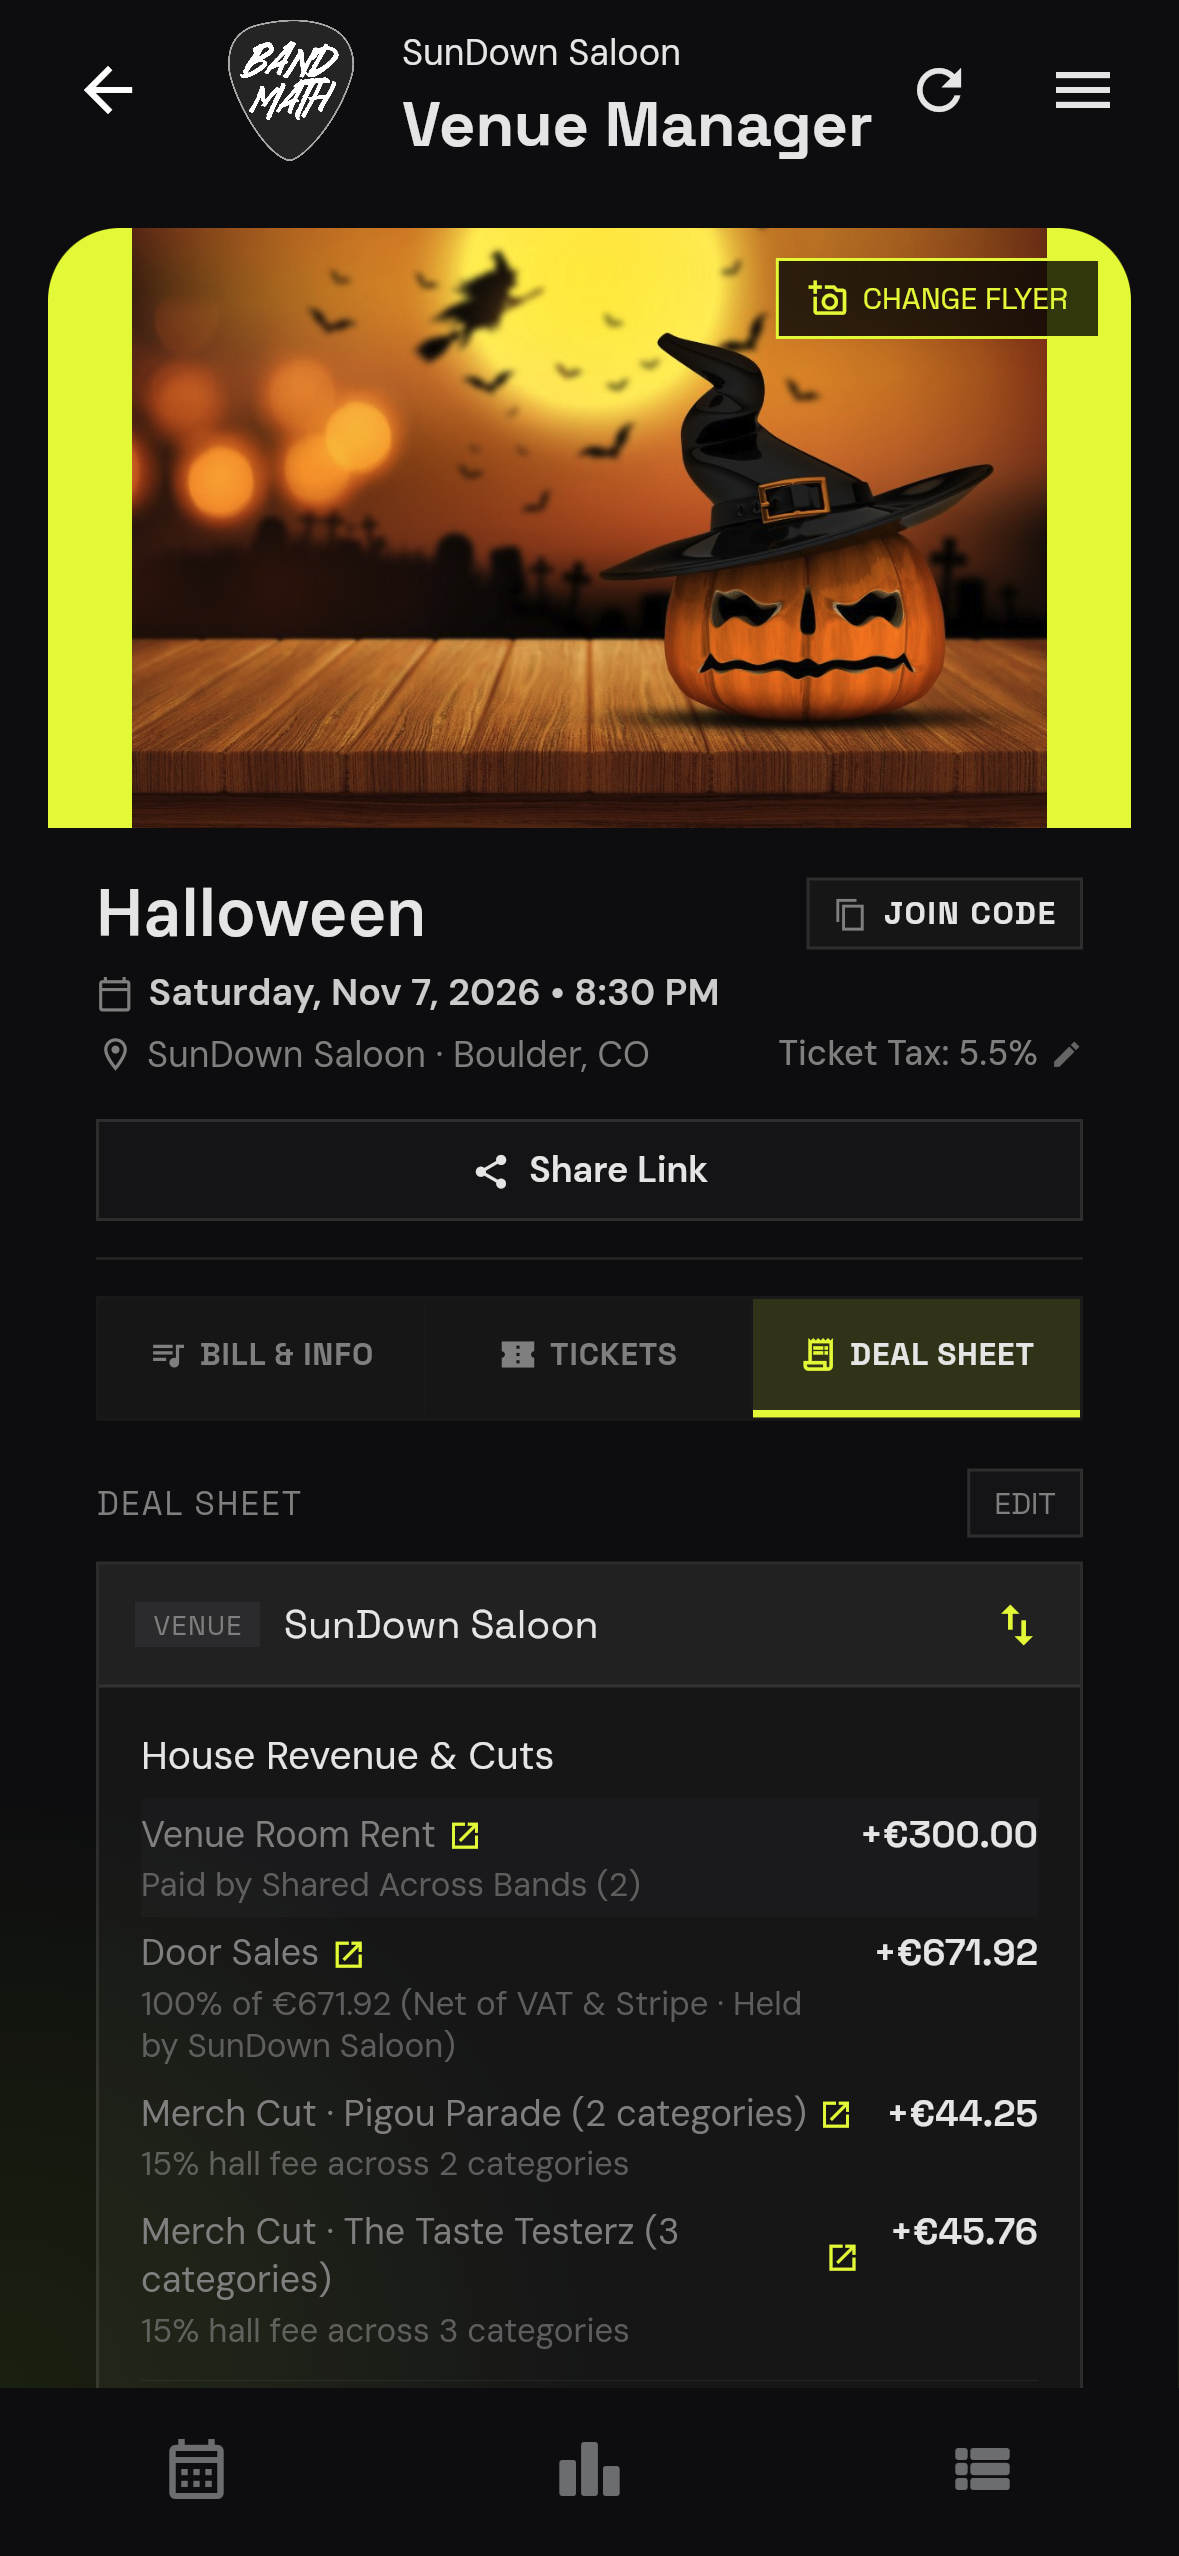 BAND
MATH
SunDown Saloon
Venue Manager
CHANGE FLYER
Halloween
JOIN CODE
Saturday, Nov 7, 2026 • 8:30 PM
SunDown Saloon · Boulder, CO
Ticket Tax: 5.5%
Share Link
BILL & INFO
TICKETS
DEAL SHEET
DEAL SHEET
EDIT
VENUE
SunDown Saloon
House Revenue & Cuts
Venue Room Rent
+€300.00
Paid by Shared Across Bands (2)
Door Sales
+€671.92
100% of €671.92 (Net of VAT & Stripe · Held
by SunDown Saloon)
Merch Cut · Pigou Parade (2 categories)
+€44.25
15% hall fee across 2 categories
Merch Cut · The Taste Testerz (3
categories)
+€45.76
15% hall fee across 3 categories